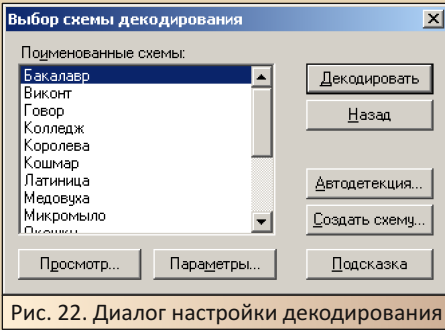 Выбор схемы декодирования
Поименованные схемы:
Бакалавр
Виконт
Говор
Колледж
Королева
Кошмар
Латиница
Медовуха
Микромыло
Декодировать
Назад
Автодетекция...
Создать схему...
Просмотр...
Параметры...
Подсказка
Рис. 22. Диалог настройки декодирования